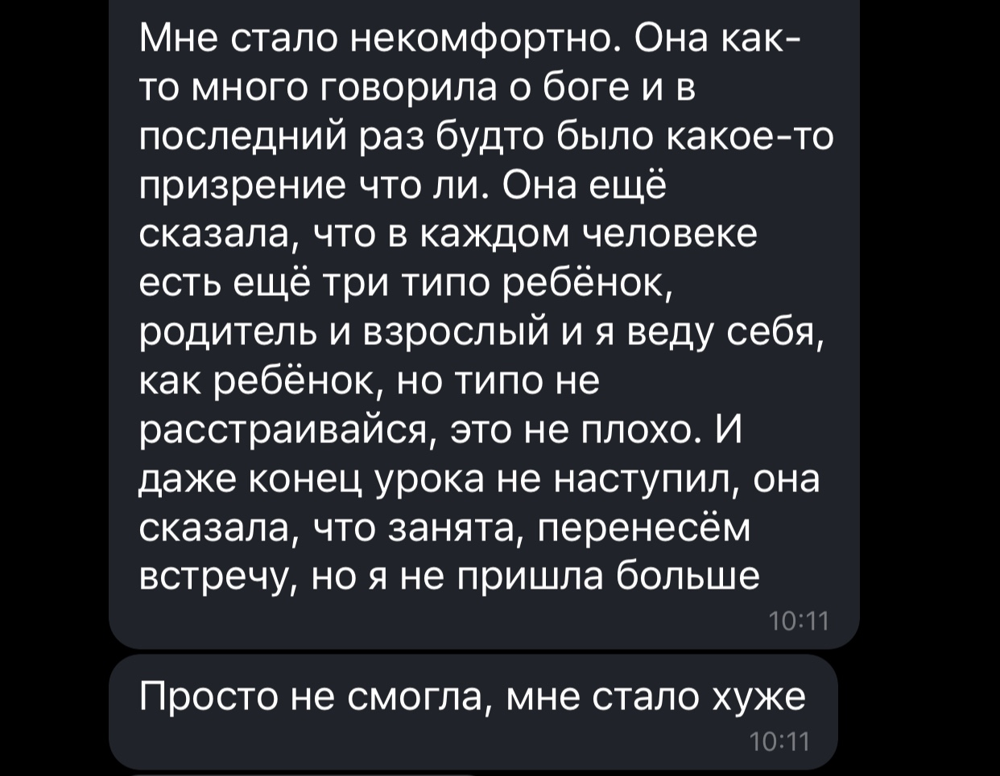 Мне стало некомфортно. Она как-
то много говорила о боге и в
последний раз будто было какое-то
призрение что ли. Она ещё
сказала, что в каждом человеке
есть ещё три типо ребёнок,
родитель и взрослый и я веду себя,
как ребёнок, но типо не
расстраивайся, это не плохо. И
даже конец урока не наступил, она
сказала, что занята, перенесём
встречу, но я не пришла больше
10:11
Просто не смогла, мне стало хуже
10:11